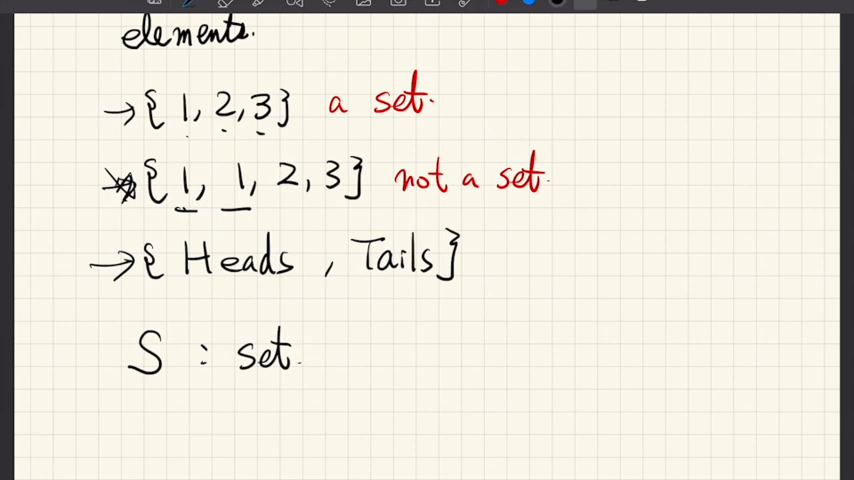 elements.
→{ 1, 2, 3} a set.
{ 1, 1, 2, 3} not a set.
→{ Heads , Tails}
S : set.